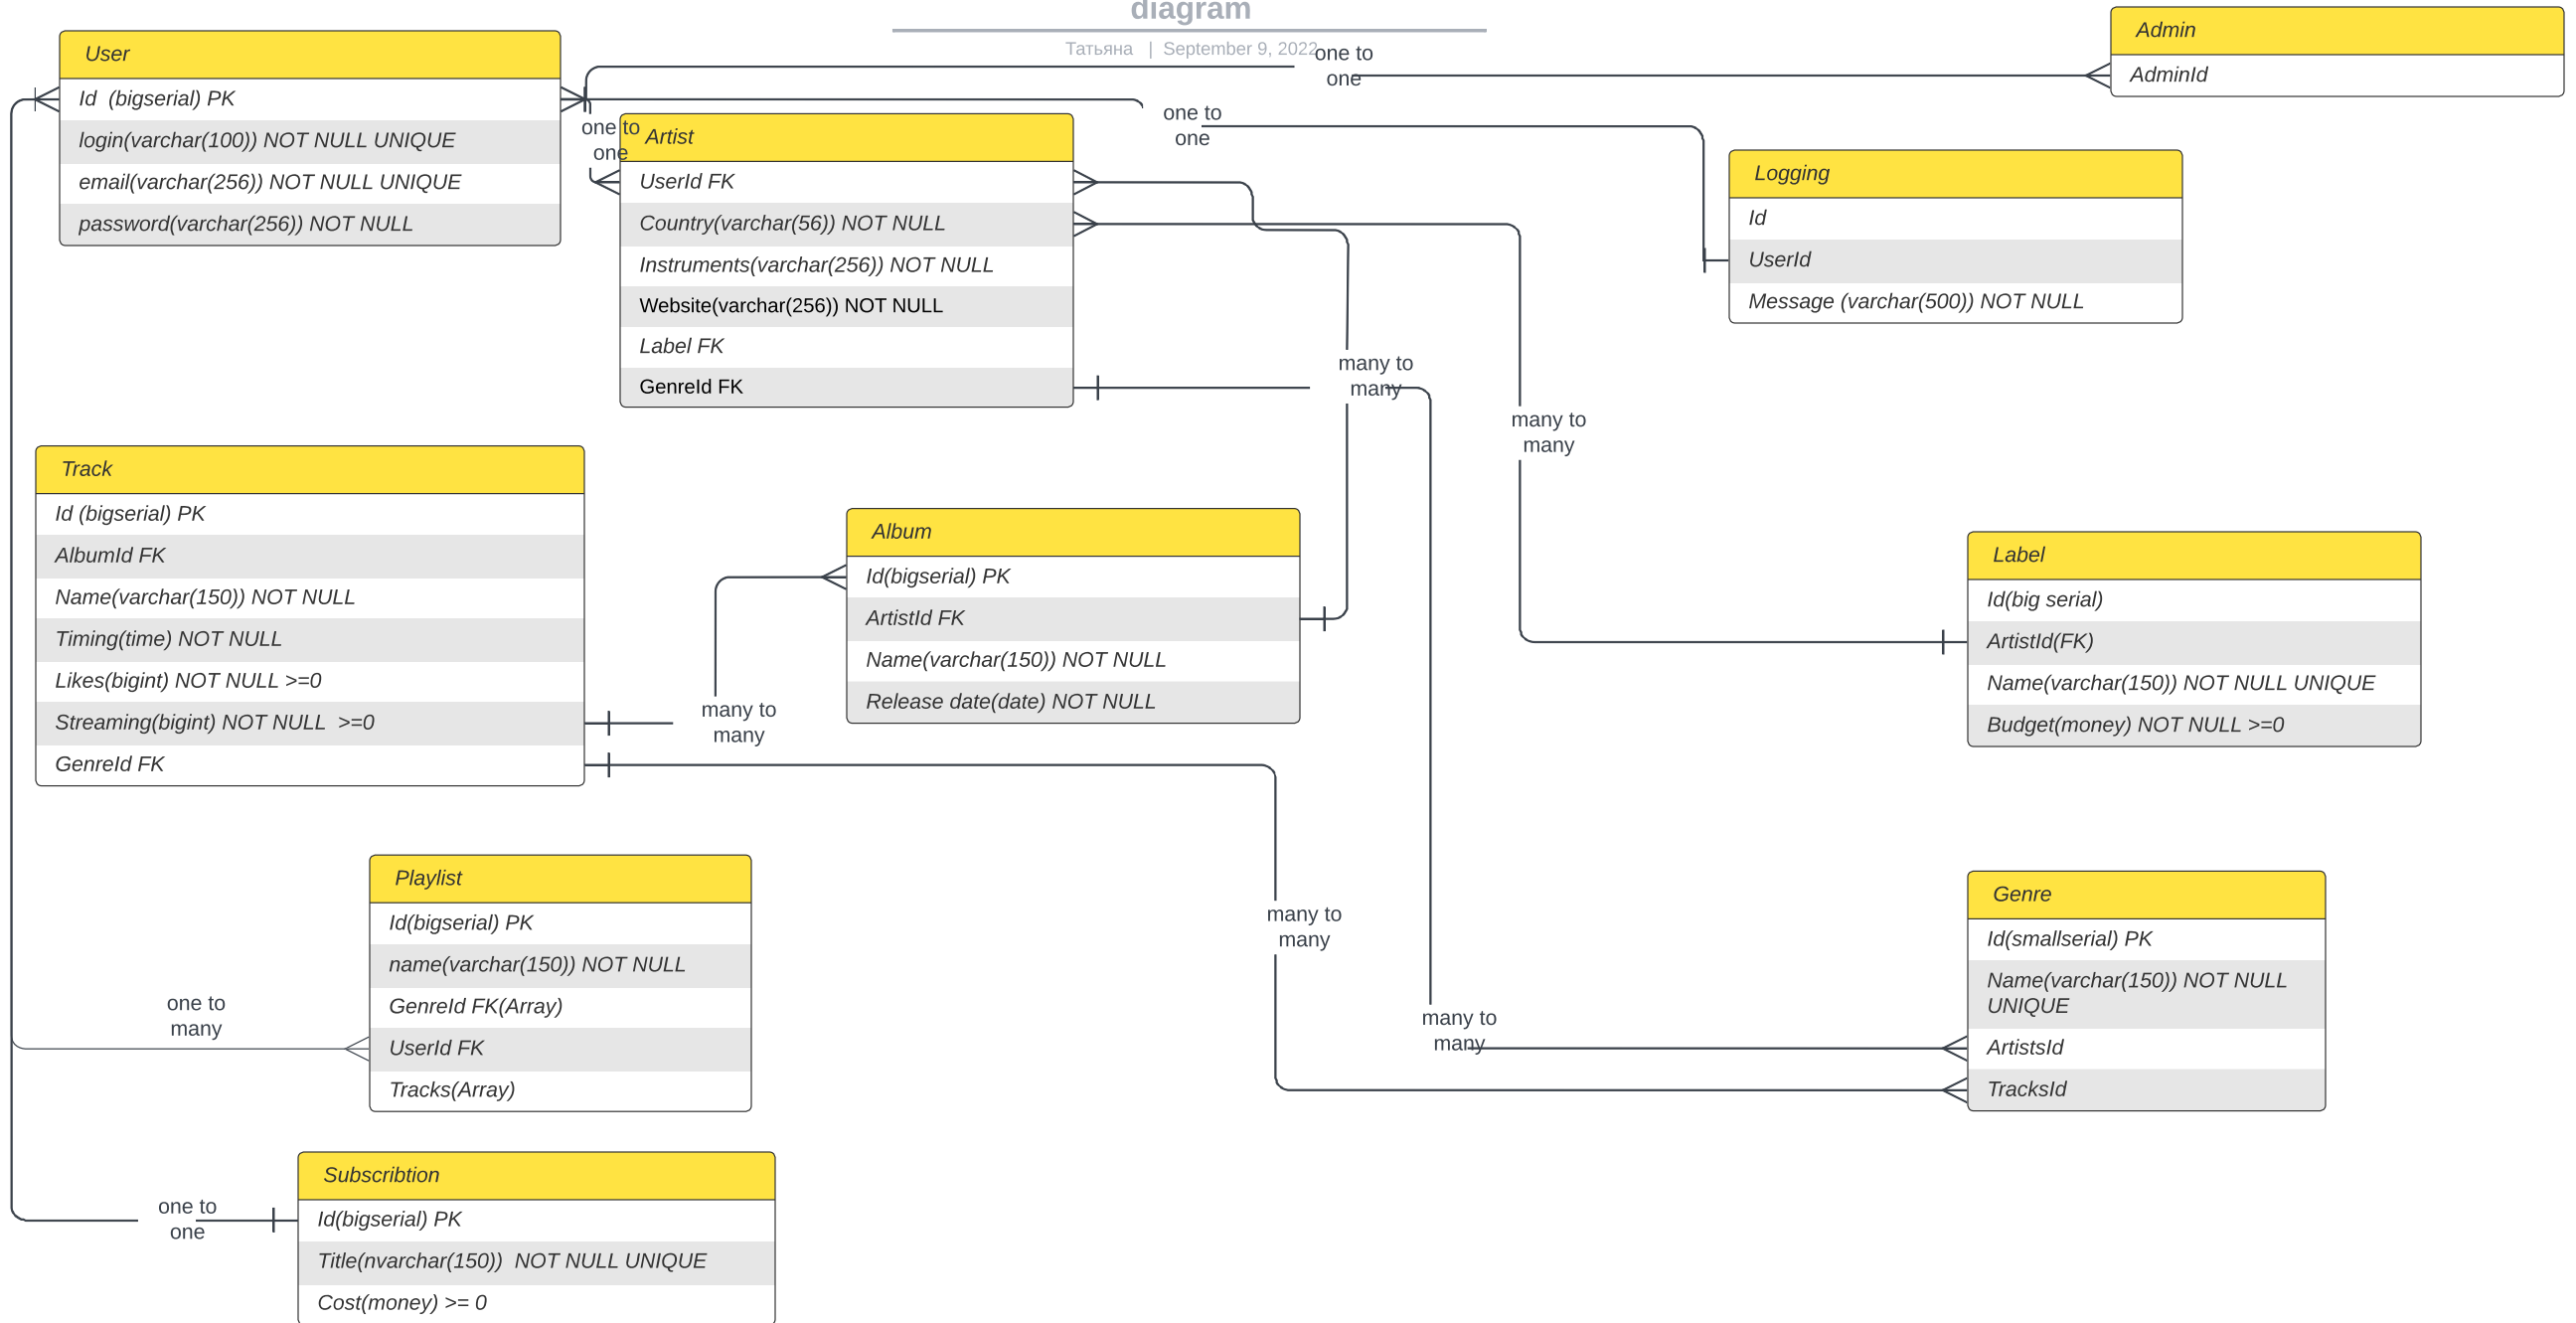 diagram
Татьяна | September 9, 2022
User
Id (bigserial) PK
login(varchar(100)) NOT NULL UNIQUE
email(varchar(256)) NOT NULL UNIQUE
password(varchar(256)) NOT NULL
one to
one
Admin
AdminId
one to
one
one to
one
Artist
UserId FK
Country(varchar(56)) NOT NULL
Instruments(varchar(256)) NOT NULL
Website(varchar(256)) NOT NULL
Label FK
GenreId FK
Logging
Id
UserId
Message (varchar(500)) NOT NULL
many to
many
many to
many
Track
Id (bigserial) PK
AlbumId FK
Name(varchar(150)) NOT NULL
Timing(time) NOT NULL
Likes(bigint) NOT NULL >=0
Streaming(bigint) NOT NULL >=0
GenreId FK
many to
many
Album
Id(bigserial) PK
ArtistId FK
Name(varchar(150)) NOT NULL
Release date(date) NOT NULL
Label
Id(big serial)
ArtistId(FK)
Name(varchar(150)) NOT NULL UNIQUE
Budget(money) NOT NULL >=0
Playlist
Id(bigserial) PK
name(varchar(150)) NOT NULL
GenreId FK(Array)
UserId FK
Tracks(Array)
one to
many
many to
many
many to
many
Genre
Id(smallserial) PK
Name(varchar(150)) NOT NULL
UNIQUE
ArtistsId
TracksId
one to
one
Subscribtion
Id(bigserial) PK
Title(nvarchar(150)) NOT NULL UNIQUE
Cost(money) >= 0